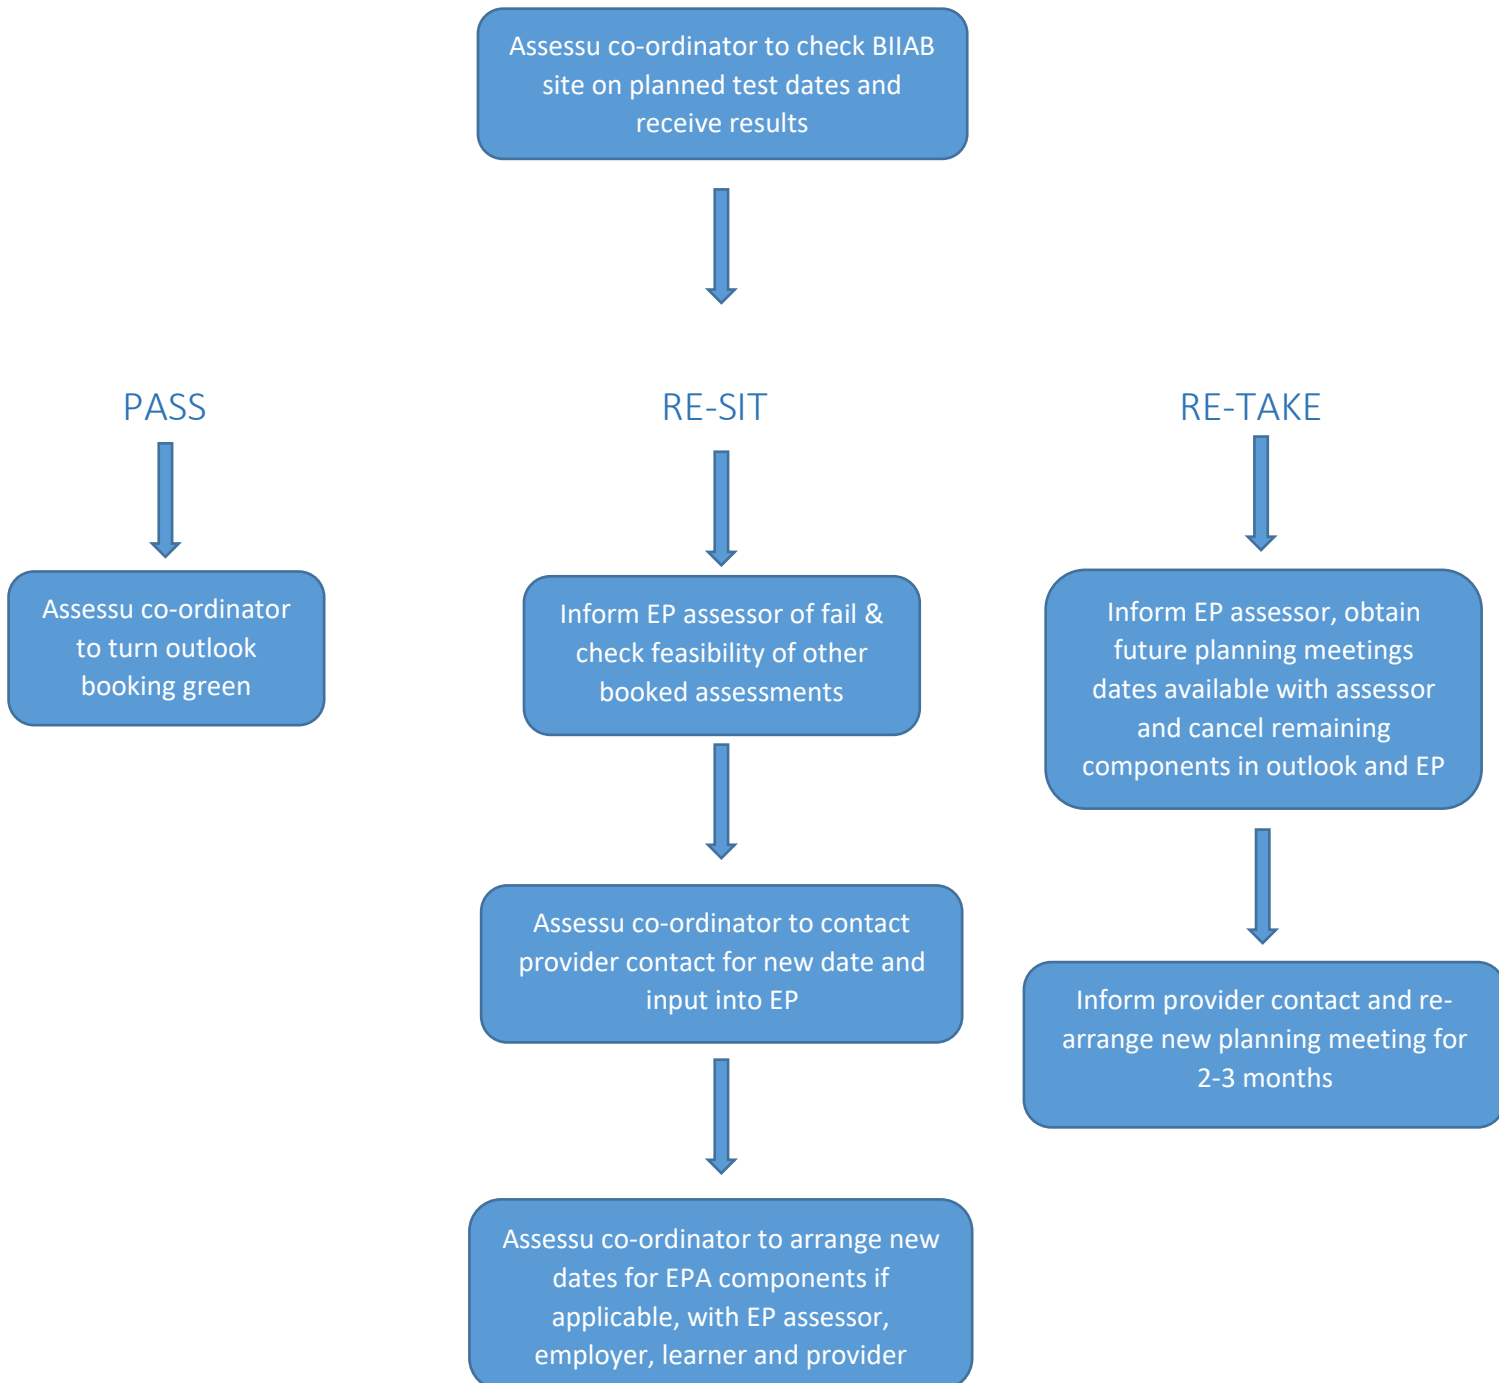 Assessu co-ordinator to check BIIAB
site on planned test dates and
receive results
PASS
RE-SIT
RE-TAKE
Assessu co-ordinator
to turn outlook
booking green
Inform EP assessor of fail &
check feasibility of other
booked assessments
Inform EP assessor, obtain
future planning meetings
dates available with assessor
and cancel remaining
components in outlook and EP
Assessu co-ordinator to contact
provider contact for new date and
input into EP
Inform provider contact and re-
arrange new planning meeting for
2-3 months
Assessu co-ordinator to arrange new
dates for EPA components if
applicable, with EP assessor,
employer, learner and provider